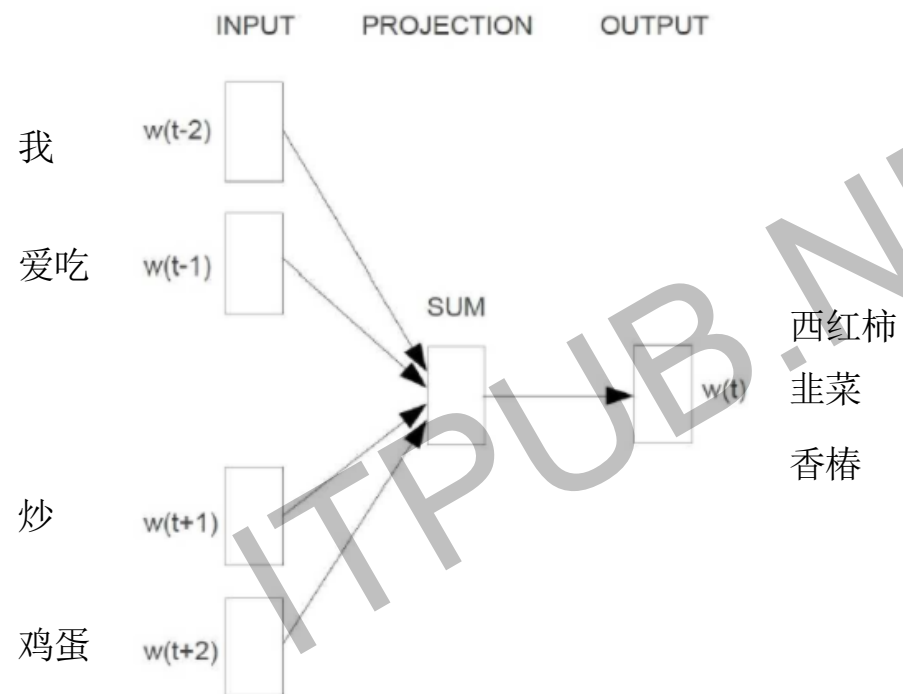 INPUT PROJECTION OUTPUT
我 w(t-2)
爱吃 w(t-1)
SUM
西红柿
w(t) 韭菜
香椿
炒 w(t+1)
鸡蛋 w(t+2)
ITPUB.N